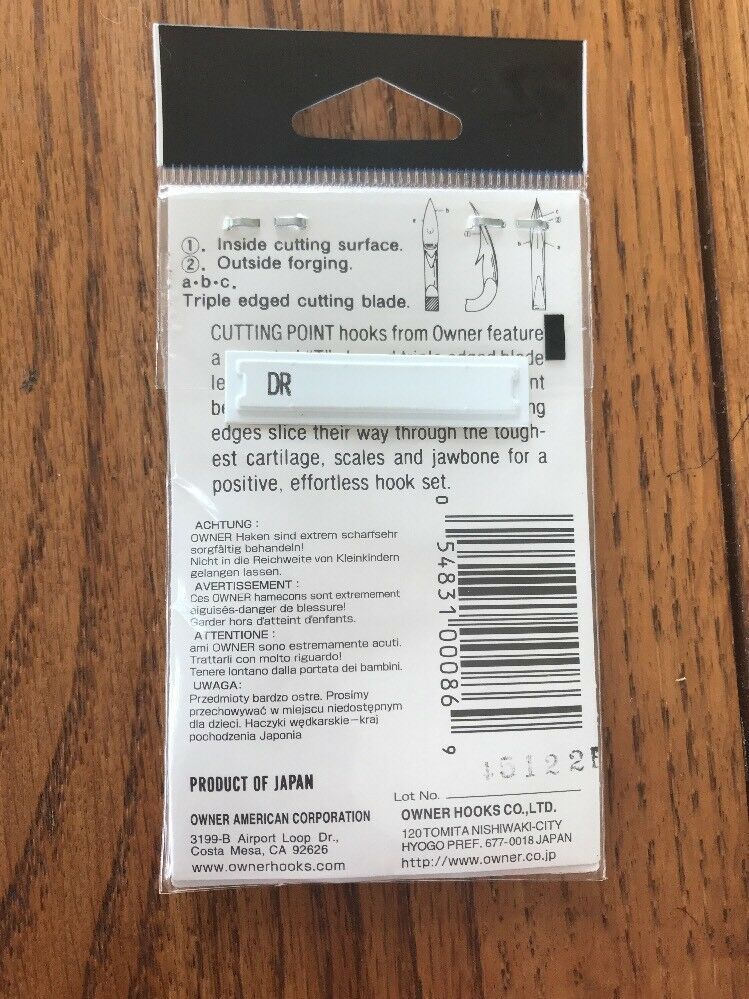 ①. Inside cutting surface.
②. Outside forging.
a·b·c.
Triple edged cutting blade.
CUTTING POINT hooks from Owner feature
a
DR
edges slice their way through the tough-
est cartilage, scales and jawbone for a
positive, effortless hook set.
ACHTUNG :
OWNER Haken sind extrem scharfsehr
sorgfältig behandeln!
Nicht in die Reichweite von Kleinkindern
gelangen lassen.
AVERTISSEMENT :
Ces OWNER hamecons sont extremement
aiguisés-danger de blessure!
Garder hors d'atteint d'enfants.
ATTENTIONE :
ami OWNER sono estremamente acuti.
Trattarli con molto riguardo!
Tenere lontano dalla portata dei bambini.
UWAGA:
Przedmioty bardzo ostre. Prosimy
przechowywać w miejscu niedostępnym
dla dzieci. Haczyki wędkarskie-kraj
pochodzenia Japonia
0 54831 00086 9
PRODUCT OF JAPAN
OWNER AMERICAN CORPORATION
3199-B Airport Loop Dr.,
Costa Mesa, CA 92626
www.ownerhooks.com
Lot No.
OWNER HOOKS CO.,LTD.
120 TOMITA NISHIWAKI-CITY
HYOGO PREF. 677-0018 JAPAN
http://www.owner.co.jp